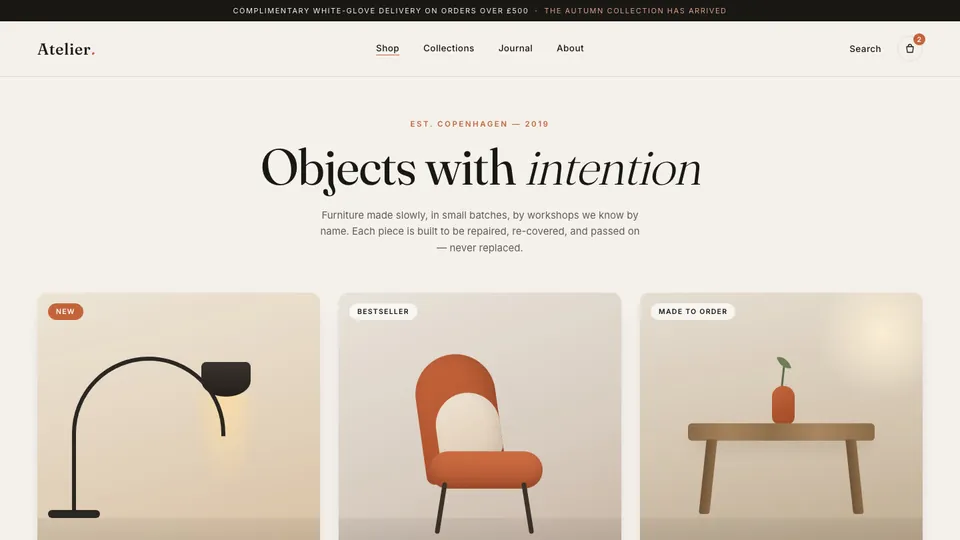 COMPLIMENTARY WHITE-GLOVE DELIVERY ON ORDERS OVER £500 • THE AUTUMN COLLECTION HAS ARRIVED
Atelier.
Shop Collections Journal About
Search
2
EST. COPENHAGEN — 2019
Objects with intention
Furniture made slowly, in small batches, by workshops we know by
name. Each piece is built to be repaired, re-covered, and passed on
— never replaced.
NEW
BESTSELLER
MADE TO ORDER